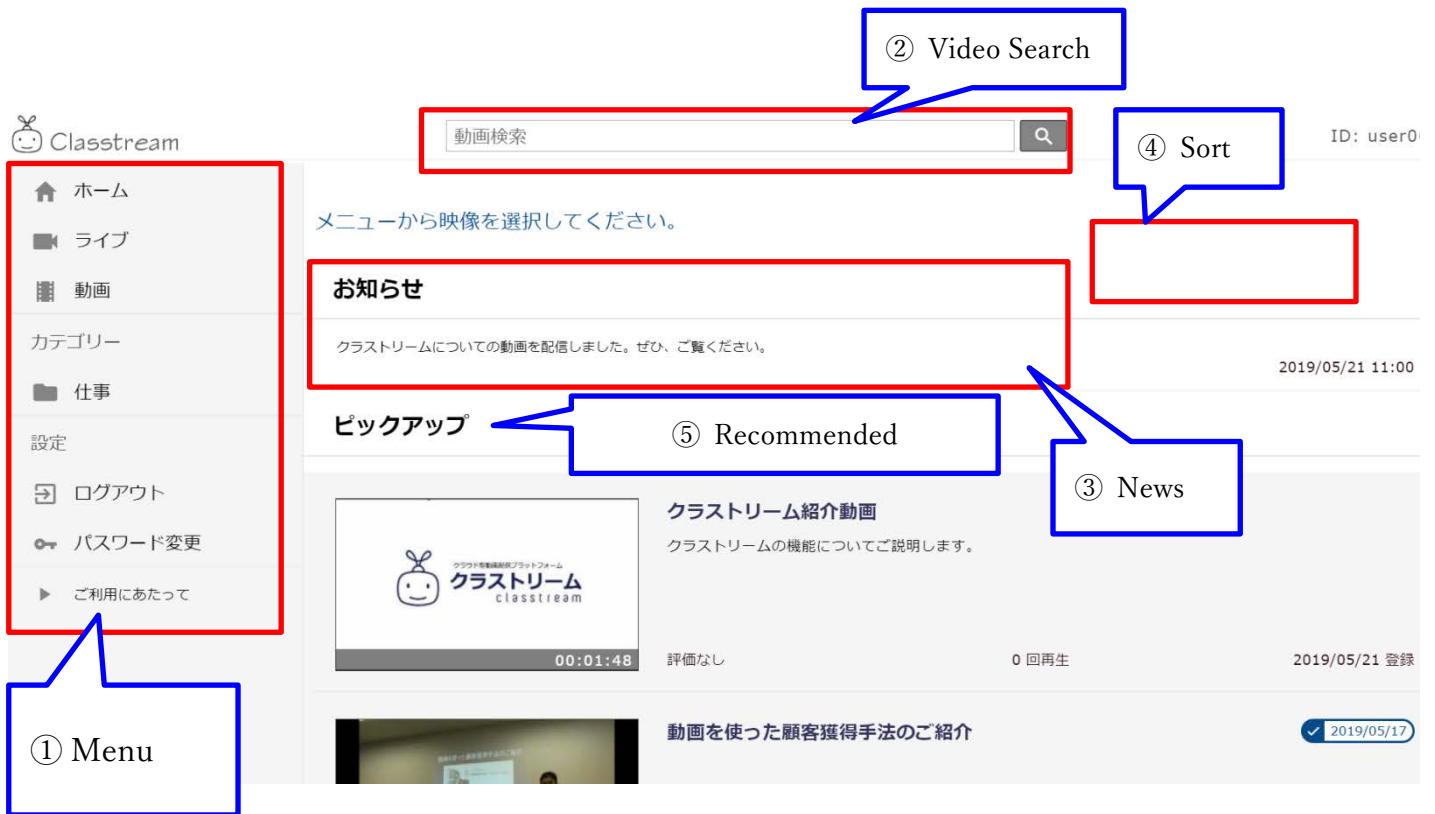 ② Video Search
Classtream
動画検索
④ Sort
ホーム
ライブ
動画
カテゴリー
仕事
設定
ログアウト
パスワード変更
ご利用にあたって
① Menu
メニューから映像を選択してください。
お知らせ
クラストリームについての動画を配信しました。ぜひ、ご覧ください。
2019/05/21 11:00
ピックアップ
⑤ Recommended
③ News
クラストリーム
classtream
00:01:48
クラストリーム紹介動画
クラストリームの機能についてご説明します。
評価なし
0 回再生
2019/05/21 登録
動画を使った顧客獲得手法のご紹介
2019/05/17
ID: